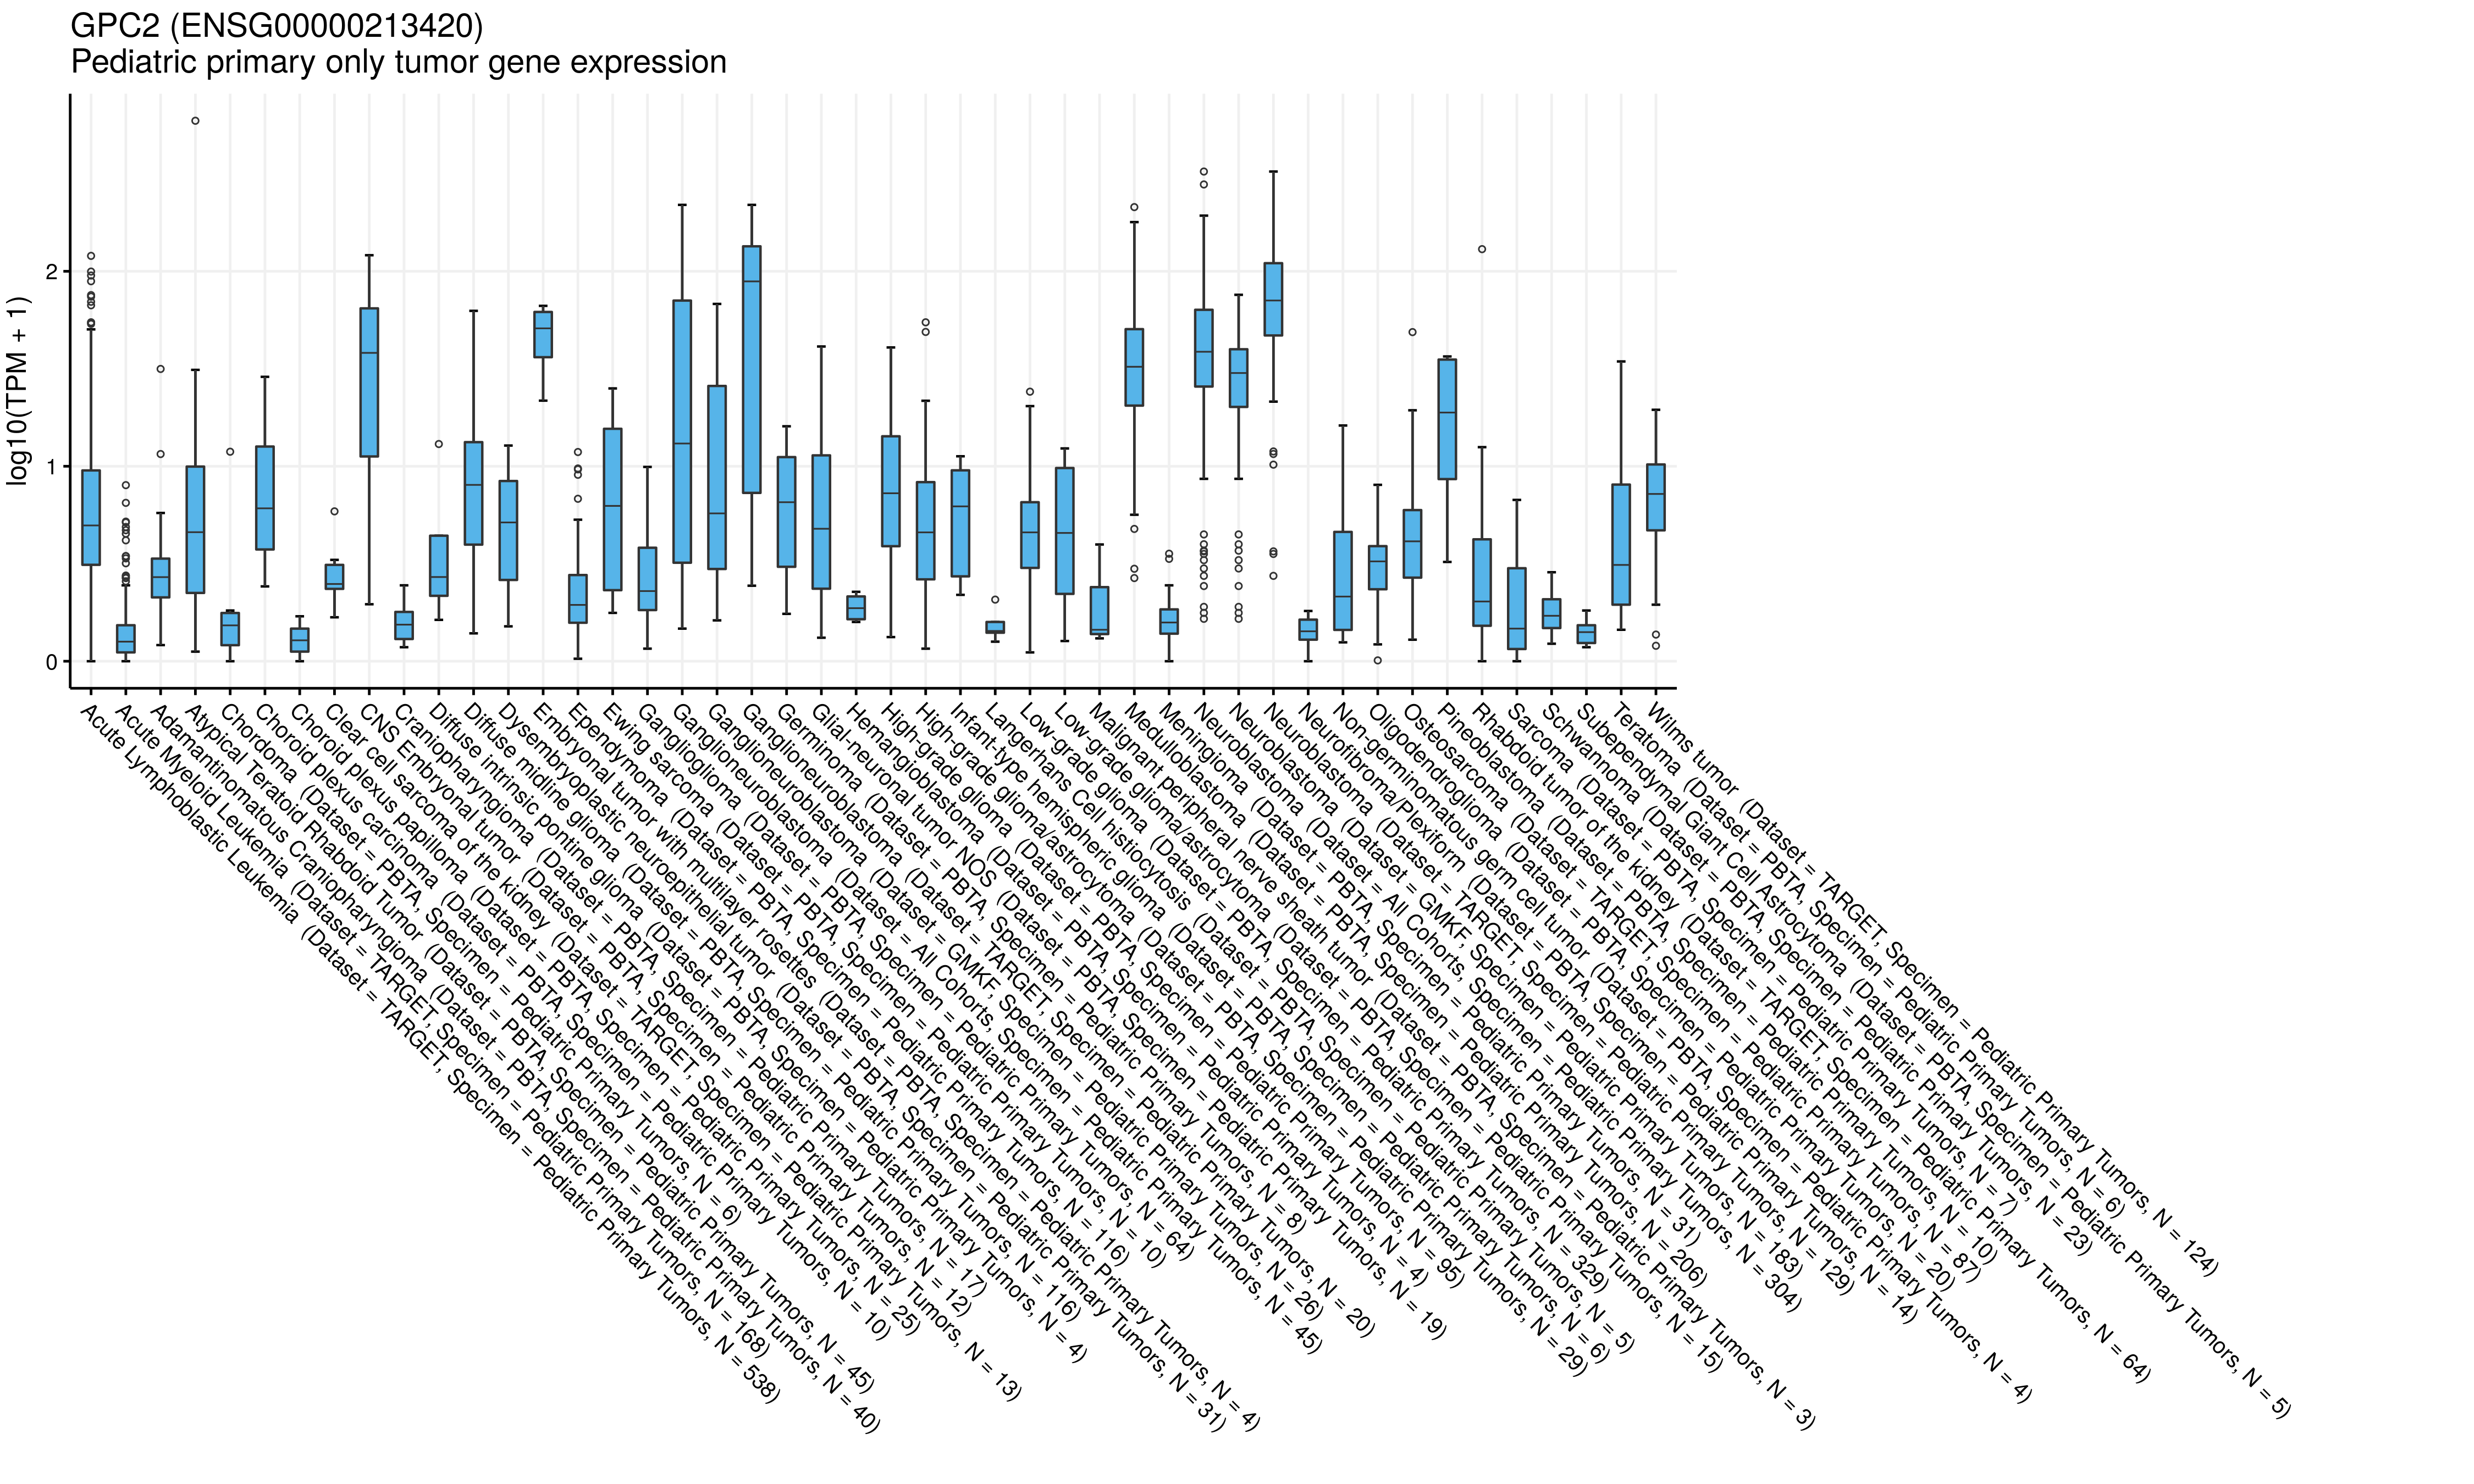 GPC2 (ENSG00000213420)
Pediatric primary only tumor gene expression
log10(TPM + 1)
2
1
0
Acute Lymphoblastic Leukemia (Dataset = TARGET, Specimen = Pediatric Primary Tumors, N = 538)
Acute Myeloid Leukemia (Dataset = TARGET, Specimen = Pediatric Primary Tumors, N = 168)
Adamantinomatous Craniopharyngioma (Dataset = PBTA, Specimen = Pediatric Primary Tumors, N = 40)
Atypical Teratoid Rhabdoid Tumor (Dataset = PBTA, Specimen = Pediatric Primary Tumors, N = 45)
Chordoma (Dataset = PBTA, Specimen = Pediatric Primary Tumors, N = 6)
Choroid plexus carcinoma (Dataset = PBTA, Specimen = Pediatric Primary Tumors, N = 10)
Choroid plexus papilloma (Dataset = PBTA, Specimen = Pediatric Primary Tumors, N = 25)
Clear cell sarcoma of the kidney (Dataset = TARGET, Specimen = Pediatric Primary Tumors, N = 13)
CNS Embryonal tumor (Dataset = PBTA, Specimen = Pediatric Primary Tumors, N = 12)
Craniopharyngioma (Dataset = PBTA, Specimen = Pediatric Primary Tumors, N = 17)
Diffuse intrinsic pontine glioma (Dataset = PBTA, Specimen = Pediatric Primary Tumors, N = 4)
Diffuse midline glioma (Dataset = PBTA, Specimen = Pediatric Primary Tumors, N = 116)
Dysembryoplastic neuroepithelial tumor (Dataset = PBTA, Specimen = Pediatric Primary Tumors, N = 31)
Embryonal tumor with multilayer rosettes (Dataset = PBTA, Specimen = Pediatric Primary Tumors, N = 4)
Ependymoma (Dataset = PBTA, Specimen = Pediatric Primary Tumors, N = 116)
Ewing sarcoma (Dataset = PBTA, Specimen = Pediatric Primary Tumors, N = 10)
Ganglioglioma (Dataset = PBTA, Specimen = Pediatric Primary Tumors, N = 64)
Ganglioneuroblastoma (Dataset = All Cohorts, Specimen = Pediatric Primary Tumors, N = 45)
Ganglioneuroblastoma (Dataset = GMKF, Specimen = Pediatric Primary Tumors, N = 26)
Ganglioneuroblastoma (Dataset = TARGET, Specimen = Pediatric Primary Tumors, N = 20)
Germinoma (Dataset = PBTA, Specimen = Pediatric Primary Tumors, N = 8)
Glial-neuronal tumor NOS (Dataset = PBTA, Specimen = Pediatric Primary Tumors, N = 19)
Hemangioblastoma (Dataset = PBTA, Specimen = Pediatric Primary Tumors, N = 4)
High-grade glioma (Dataset = PBTA, Specimen = Pediatric Primary Tumors, N = 95)
High-grade glioma/astrocytoma (Dataset = PBTA, Specimen = Pediatric Primary Tumors, N = 29)
Infant-type hemispheric glioma (Dataset = PBTA, Specimen = Pediatric Primary Tumors, N = 6)
Langerhans Cell histiocytosis (Dataset = PBTA, Specimen = Pediatric Primary Tumors, N = 5)
Low-grade glioma (Dataset = PBTA, Specimen = Pediatric Primary Tumors, N = 329)
Low-grade glioma/astrocytoma (Dataset = PBTA, Specimen = Pediatric Primary Tumors, N = 15)
Malignant peripheral nerve sheath tumor (Dataset = PBTA, Specimen = Pediatric Primary Tumors, N = 3)
Medulloblastoma (Dataset = PBTA, Specimen = Pediatric Primary Tumors, N = 206)
Meningioma (Dataset = PBTA, Specimen = Pediatric Primary Tumors, N = 31)
Neuroblastoma (Dataset = All Cohorts, Specimen = Pediatric Primary Tumors, N = 304)
Neuroblastoma (Dataset = GMKF, Specimen = Pediatric Primary Tumors, N = 183)
Neuroblastoma (Dataset = TARGET, Specimen = Pediatric Primary Tumors, N = 129)
Neurofibroma/Plexiform (Dataset = PBTA, Specimen = Pediatric Primary Tumors, N = 14)
Non-germinomatous germ cell tumor (Dataset = PBTA, Specimen = Pediatric Primary Tumors, N = 4)
Oligodendroglioma (Dataset = PBTA, Specimen = Pediatric Primary Tumors, N = 20)
Osteosarcoma (Dataset = TARGET, Specimen = Pediatric Primary Tumors, N = 87)
Pineoblastoma (Dataset = PBTA, Specimen = Pediatric Primary Tumors, N = 10)
Rhabdoid tumor of the kidney (Dataset = TARGET, Specimen = Pediatric Primary Tumors, N = 64)
Sarcoma (Dataset = PBTA, Specimen = Pediatric Primary Tumors, N = 7)
Schwannoma (Dataset = PBTA, Specimen = Pediatric Primary Tumors, N = 23)
Subependymal Giant Cell Astrocytoma (Dataset = PBTA, Specimen = Pediatric Primary Tumors, N = 5)
Teratoma (Dataset = PBTA, Specimen = Pediatric Primary Tumors, N = 6)
Wilms tumor (Dataset = TARGET, Specimen = Pediatric Primary Tumors, N = 124)